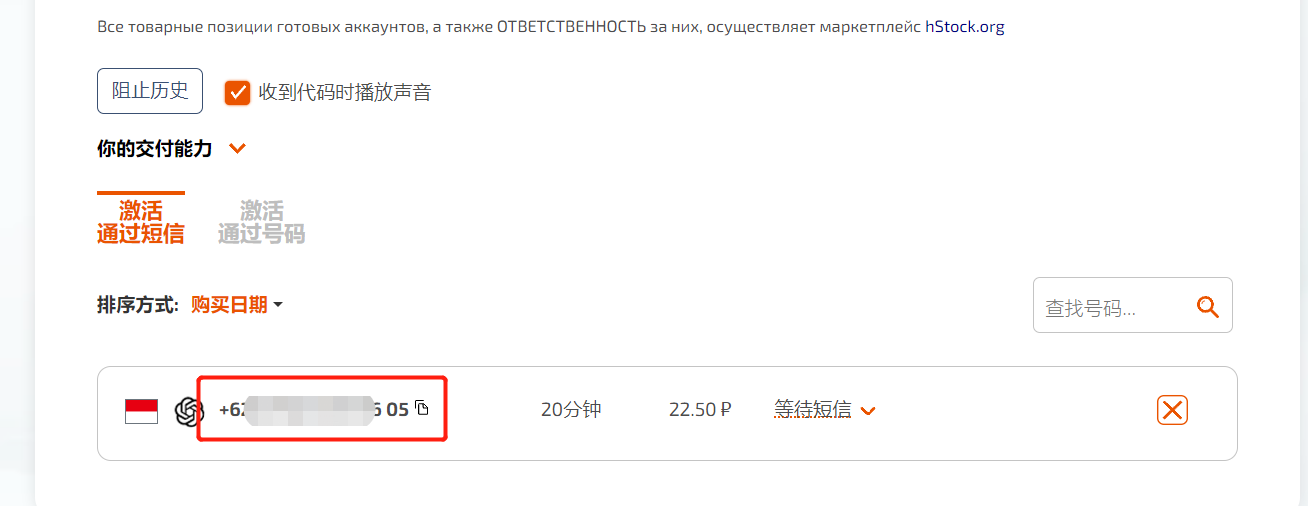 Все товарные позиции готовых аккаунтов, а также ОТВЕТСТВЕННОСТЬ за них, осуществляет маркетплейс hStock.org
阻止历史
收到代码时播放声音
你的交付能力
激活
通过短信
激活
通过号码
排序方式: 购买日期
查找号码...
+62 05 20分钟 22.50 ₽ 等待短信